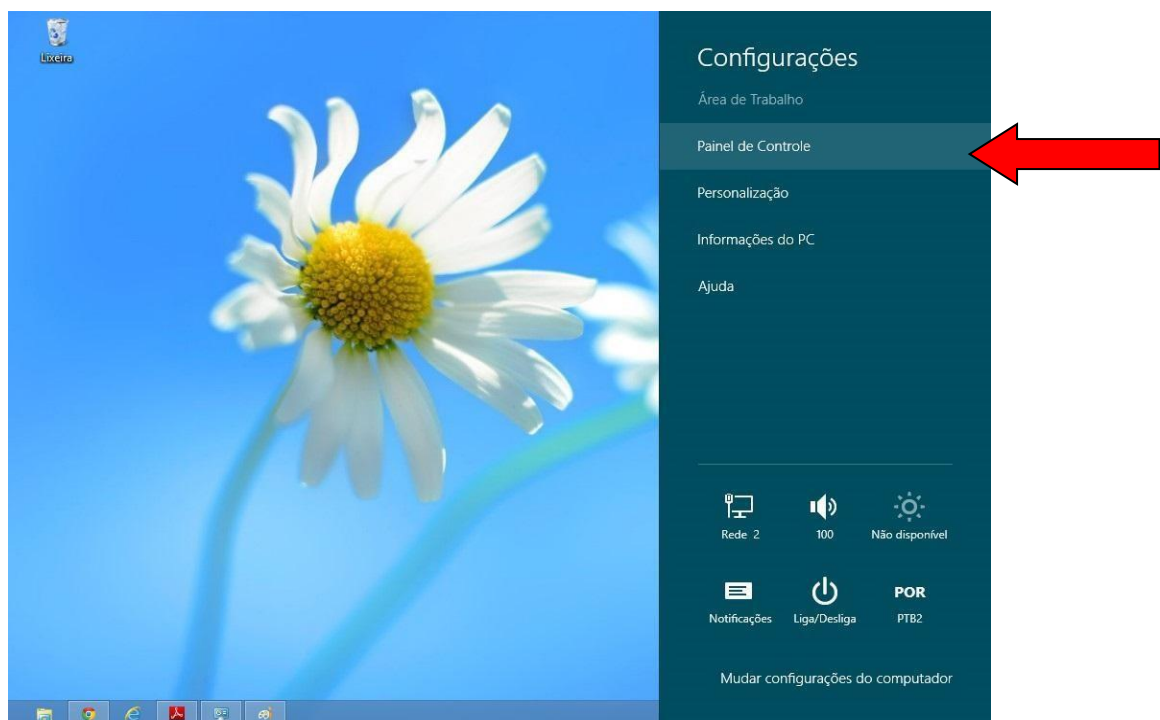 Lixeira
Configurações
Área de Trabalho
Painel de Controle
Personalização
Informações do PC
Ajuda
Rede 2
100
Não disponível
Notificações
Liga/Desliga
POR
PTB2
Mudar configurações do computador